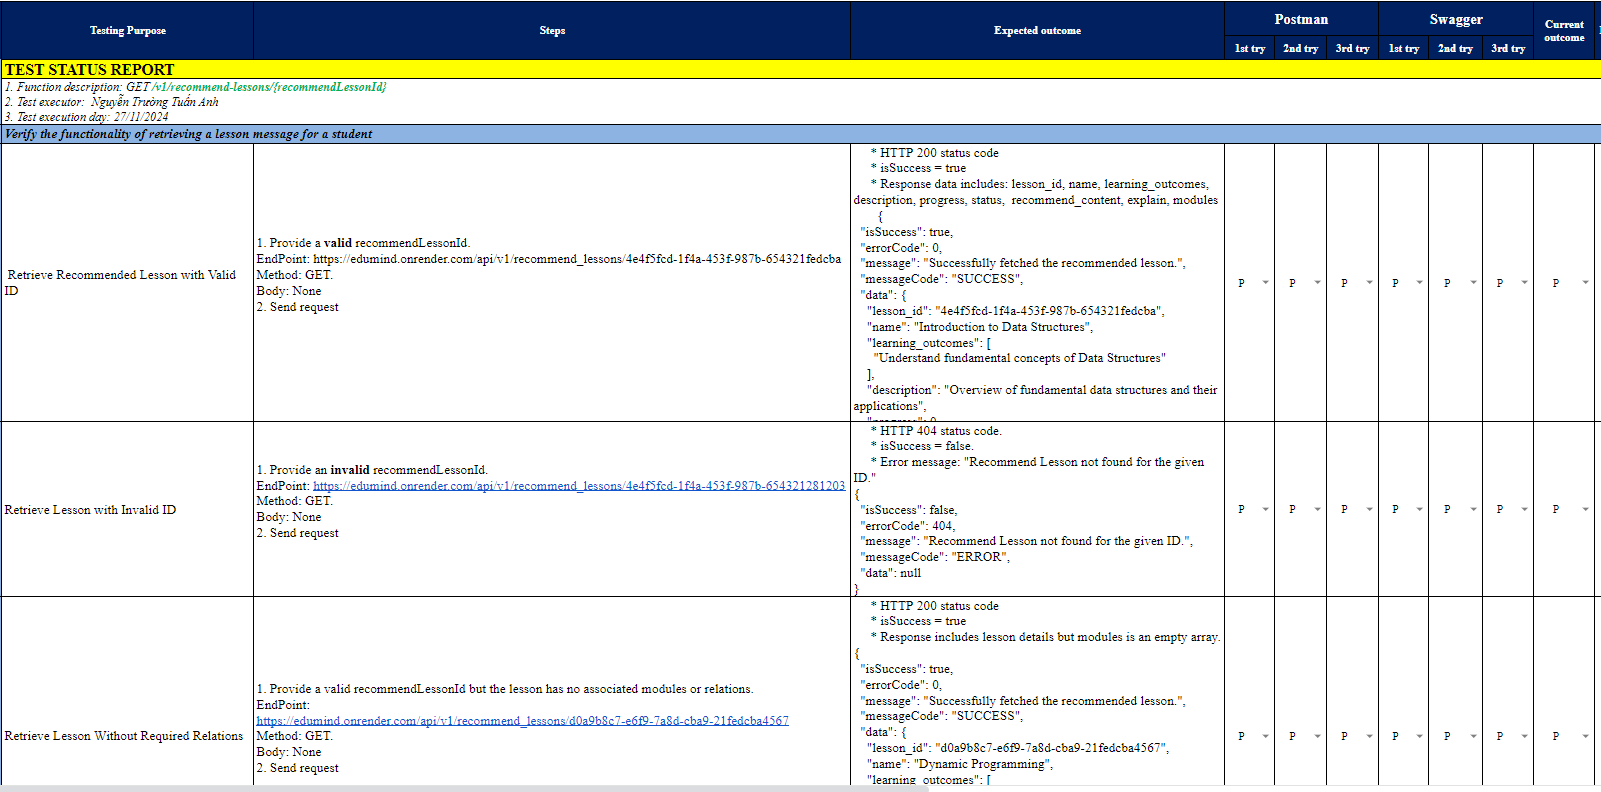 Testing Purpose
Steps
Expected outcome
Postman
Swagger
Current
outcome
1st try
2nd try
3rd try
1st try
2nd try
3rd try
TEST STATUS REPORT
1. Function description: GET /v1/recommend-lessons/{recommendLessonId}
2. Test executor: Nguyễn Trường Tuấn Anh
3. Test execution day: 27/11/2024
Verify the functionality of retrieving a lesson message for a student
Retrieve Recommended Lesson with Valid
ID
1. Provide a valid recommendLessonId.
EndPoint: https://edumind.onrender.com/api/v1/recommend_lessons/4e4f5fcd-1f4a-453f-987b-654321fedcba
Method: GET.
Body: None
2. Send request
* HTTP 200 status code
* isSuccess = true
* Response data includes: lesson_id, name, learning_outcomes,
description, progress, status, recommend_content, explain, modules
{
"isSuccess": true,
"errorCode": 0,
"message": "Successfully fetched the recommended lesson.",
"messageCode": "SUCCESS",
"data": {
"lesson_id": "4e4f5fcd-1f4a-453f-987b-654321fedcba",
"name": "Introduction to Data Structures",
"learning_outcomes": [
"Understand fundamental concepts of Data Structures"
],
"description": "Overview of fundamental data structures and their
applications",
P
P
P
P
P
P
P
Retrieve Lesson with Invalid ID
1. Provide an invalid recommendLessonId.
EndPoint: https://edumind.onrender.com/api/v1/recommend_lessons/4e4f5fcd-1f4a-453f-987b-654321281203
Method: GET.
Body: None
2. Send request
* HTTP 404 status code.
* isSuccess = false.
* Error message: "Recommend Lesson not found for the given
ID."
{
"isSuccess": false,
"errorCode": 404,
"message": "Recommend Lesson not found for the given ID.",
"messageCode": "ERROR",
"data": null
}
P
P
P
P
P
P
P
Retrieve Lesson Without Required Relations
1. Provide a valid recommendLessonId but the lesson has no associated modules or relations.
EndPoint:
https://edumind.onrender.com/api/v1/recommend_lessons/d0a9b8c7-e6f9-7a8d-cba9-21fedcba4567
Method: GET.
Body: None
2. Send request
* HTTP 200 status code
* isSuccess = true
* Response includes lesson details but modules is an empty array.
{
"isSuccess": true,
"errorCode": 0,
"message": "Successfully fetched the recommended lesson.",
"messageCode": "SUCCESS",
"data": {
"lesson_id": "d0a9b8c7-e6f9-7a8d-cba9-21fedcba4567",
"name": "Dynamic Programming",
"learning_outcomes": [
P
P
P
P
P
P
P